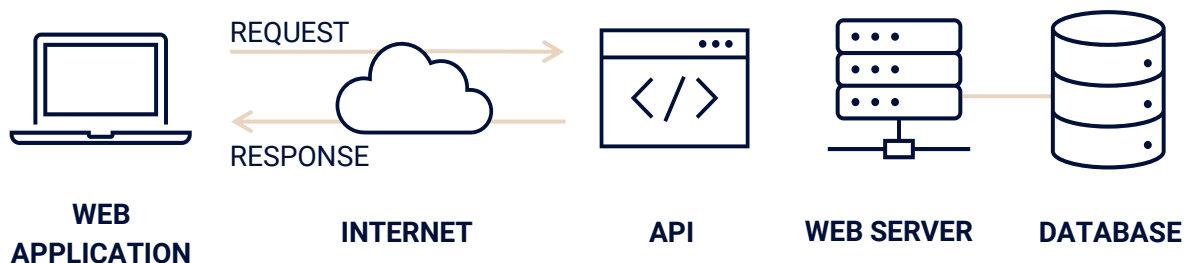 REQUEST
RESPONSE
WEB
APPLICATION
INTERNET
API
WEB SERVER
DATABASE